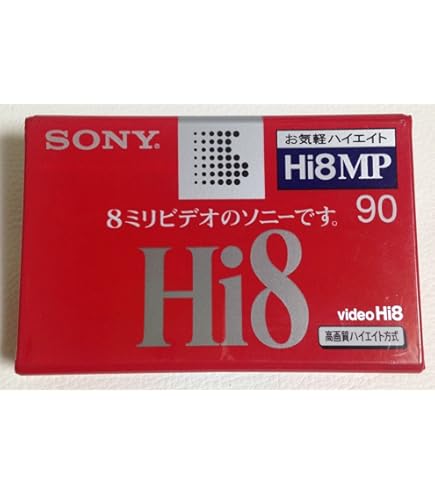 SONY®
お気軽ハイエイト
Hi8MP
8ミリビデオのソニーです。
90
Hi8
video Hi8
高画質ハイエイト方式